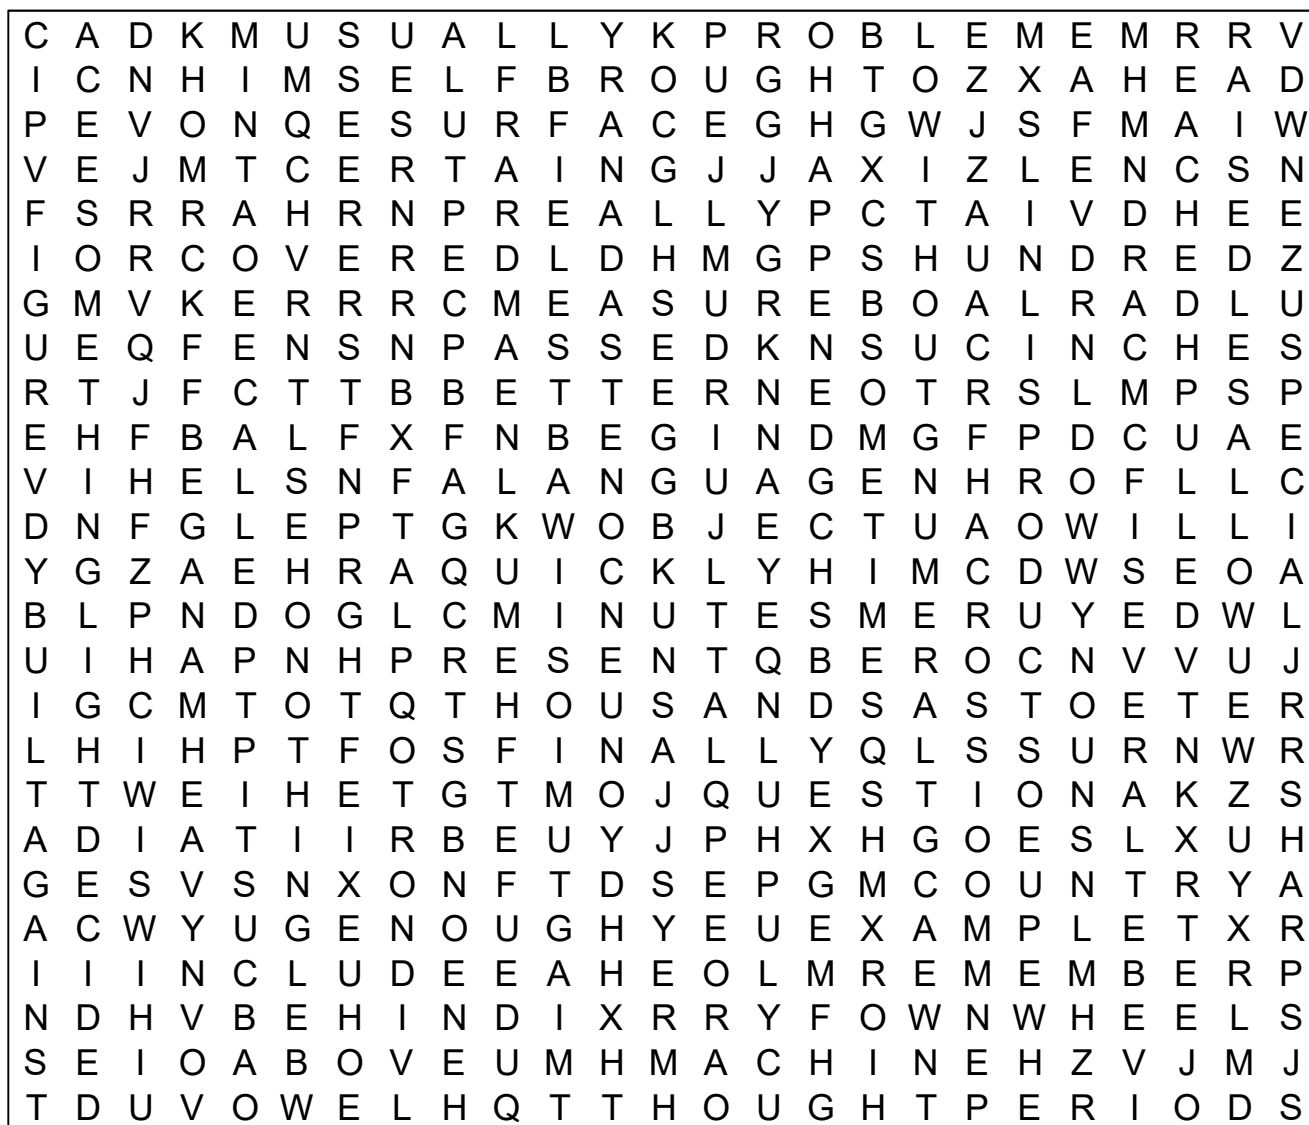 C A D K M U S U A L L Y K P R O B L E M E M R R V
I C N H I M S E L F B R O U G H T O Z X A H E A D
P E V O N Q E S U R F A C E G H G W J S F M A I W
V E J M T C E R T A I N G J J A X I Z L E N C S N
F S R R A H R N P R E A L L Y P C T A I V D H E E
I O R C O V E R E D L D H M G P S H U N D R E D Z
G M V K E R R R C M E A S U R E B O A L R A D L U
U E Q F E N S N P A S S E D K N S U C I N C H E S
R T J F C T T B B E T T E R N E O T R S L M P S P
E H F B A L F X F N B E G I N D M G F P D C U A E
V I H E L S N F A L A N G U A G E N H R O F L L C
D N F G L E P T G K W O B J E C T U A O W I L L I
Y G Z A E H R A Q U I C K L Y H I M C D W S E O A
B L P N D O G L C M I N U T E S M E R U Y E D W L
U I H A P N H P R E S E N T Q B E R O C N V V U J
I G C M T O T Q T H O U S A N D S A S T O E T E R
L H I H P T F O S F I N A L L Y Q L S S U R N W R
T T W E I H E T G T M O J Q U E S T I O N A K Z S
A D I A T I I R B E U Y J P H X H G O E S L X U H
G E S V S N X O N F T D S E P G M C O U N T R Y A
A C W Y U G E N O U G H Y E U E X A M P L E T X R
I I I N C L U D E E A H E O L M R E M E M B E R P
N D H V B E H I N D I X R R Y F O W N W H E E L S
S E I O A B O V E U M H M A C H I N E H Z V J M J
T D U V O W E L H Q T T H O U G H T P E R I O D S